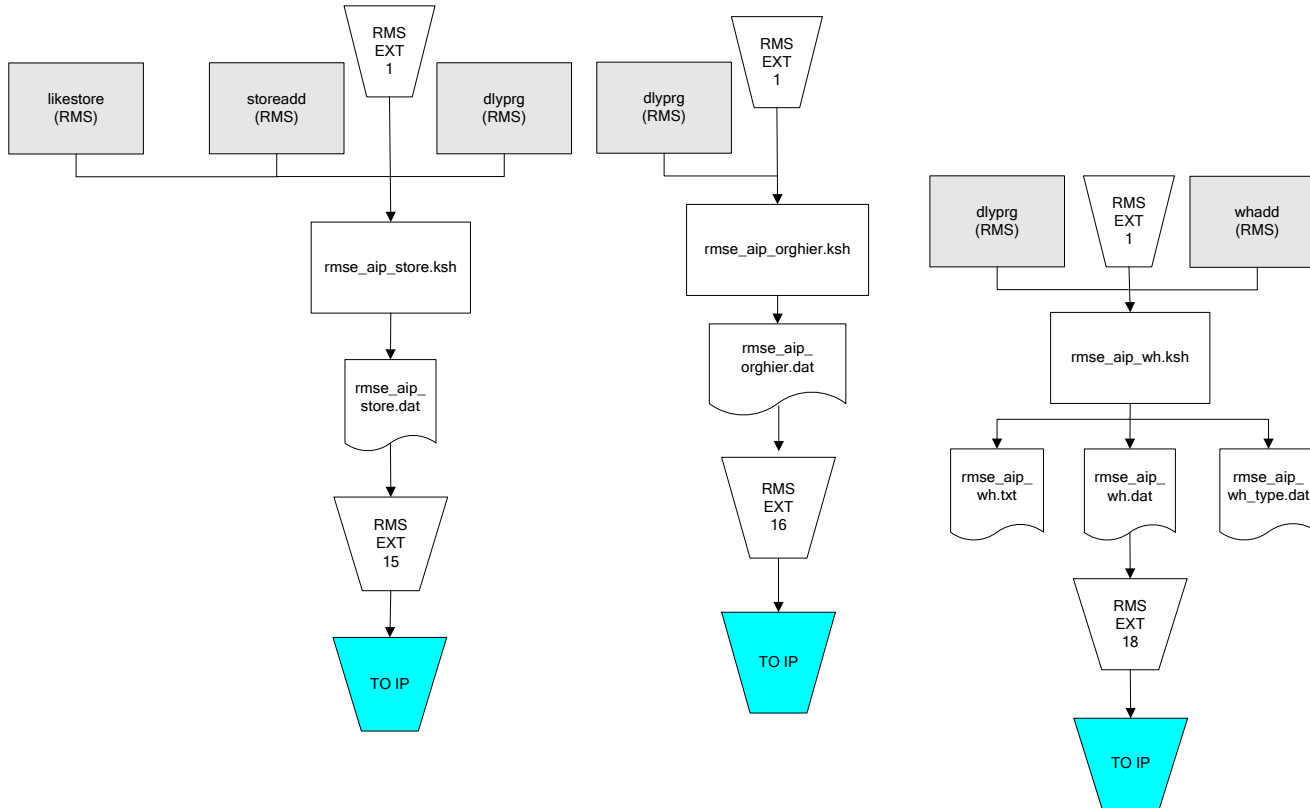 RMS
EXT
1
likestore
(RMS)
storeadd
(RMS)
dlyprg
(RMS)
rmse_aip_store.ksh
rmse_aip_
store.dat
RMS
EXT
15
TO IP
RMS
EXT
1
dlyprg
(RMS)
rmse_aip_orghier.ksh
rmse_aip_
orghier.dat
RMS
EXT
16
TO IP
dlyprg
(RMS)
RMS
EXT
1
whadd
(RMS)
rmse_aip_wh.ksh
rmse_aip_
wh.txt
rmse_aip_
wh.dat
rmse_aip_
wh_type.dat
RMS
EXT
18
TO IP